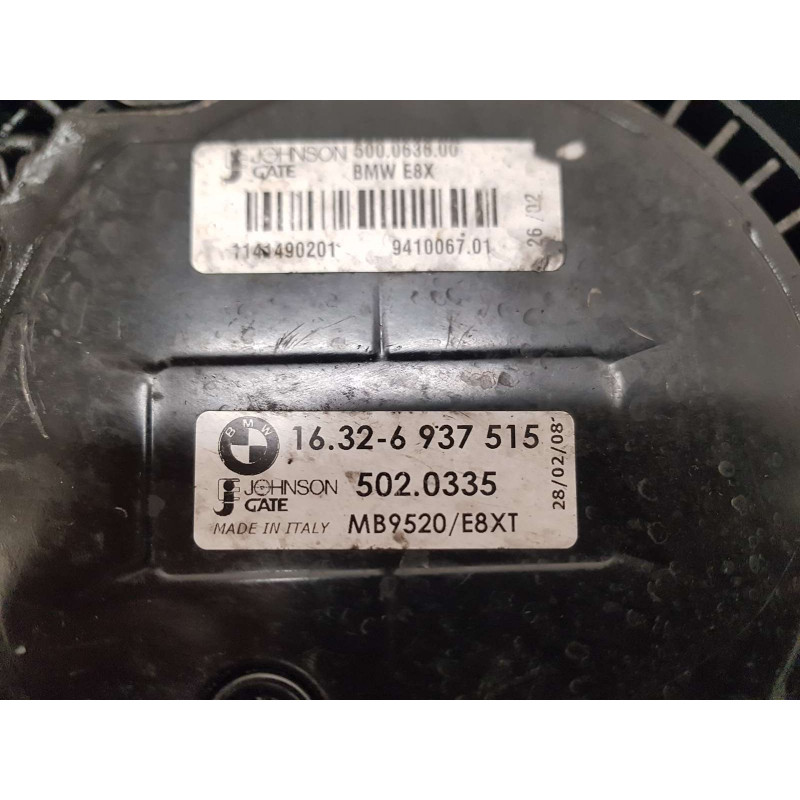 JOHNSON 500.0636.00
GATE BMW E8X
1141490201 9410067.01
26/02
BMW 16.32-6 937 515
JOHNSON 502.0335
GATE
MADE IN ITALY MB9520/E8XT
28/02/08